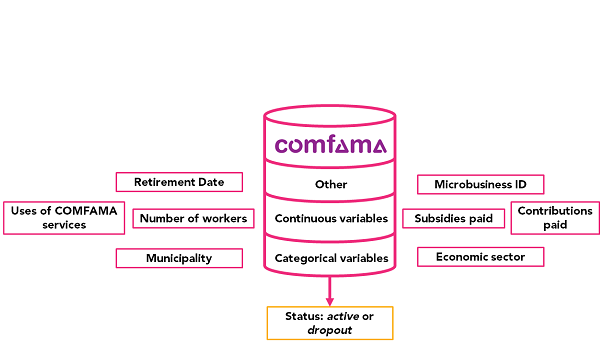 comfama
Retirement Date
Other
Microbusiness ID
Uses of COMFAMA
services
Number of workers
Continuous variables
Subsidies paid
Contributions
paid
Municipality
Categorical variables
Economic sector
Status: active or
dropout